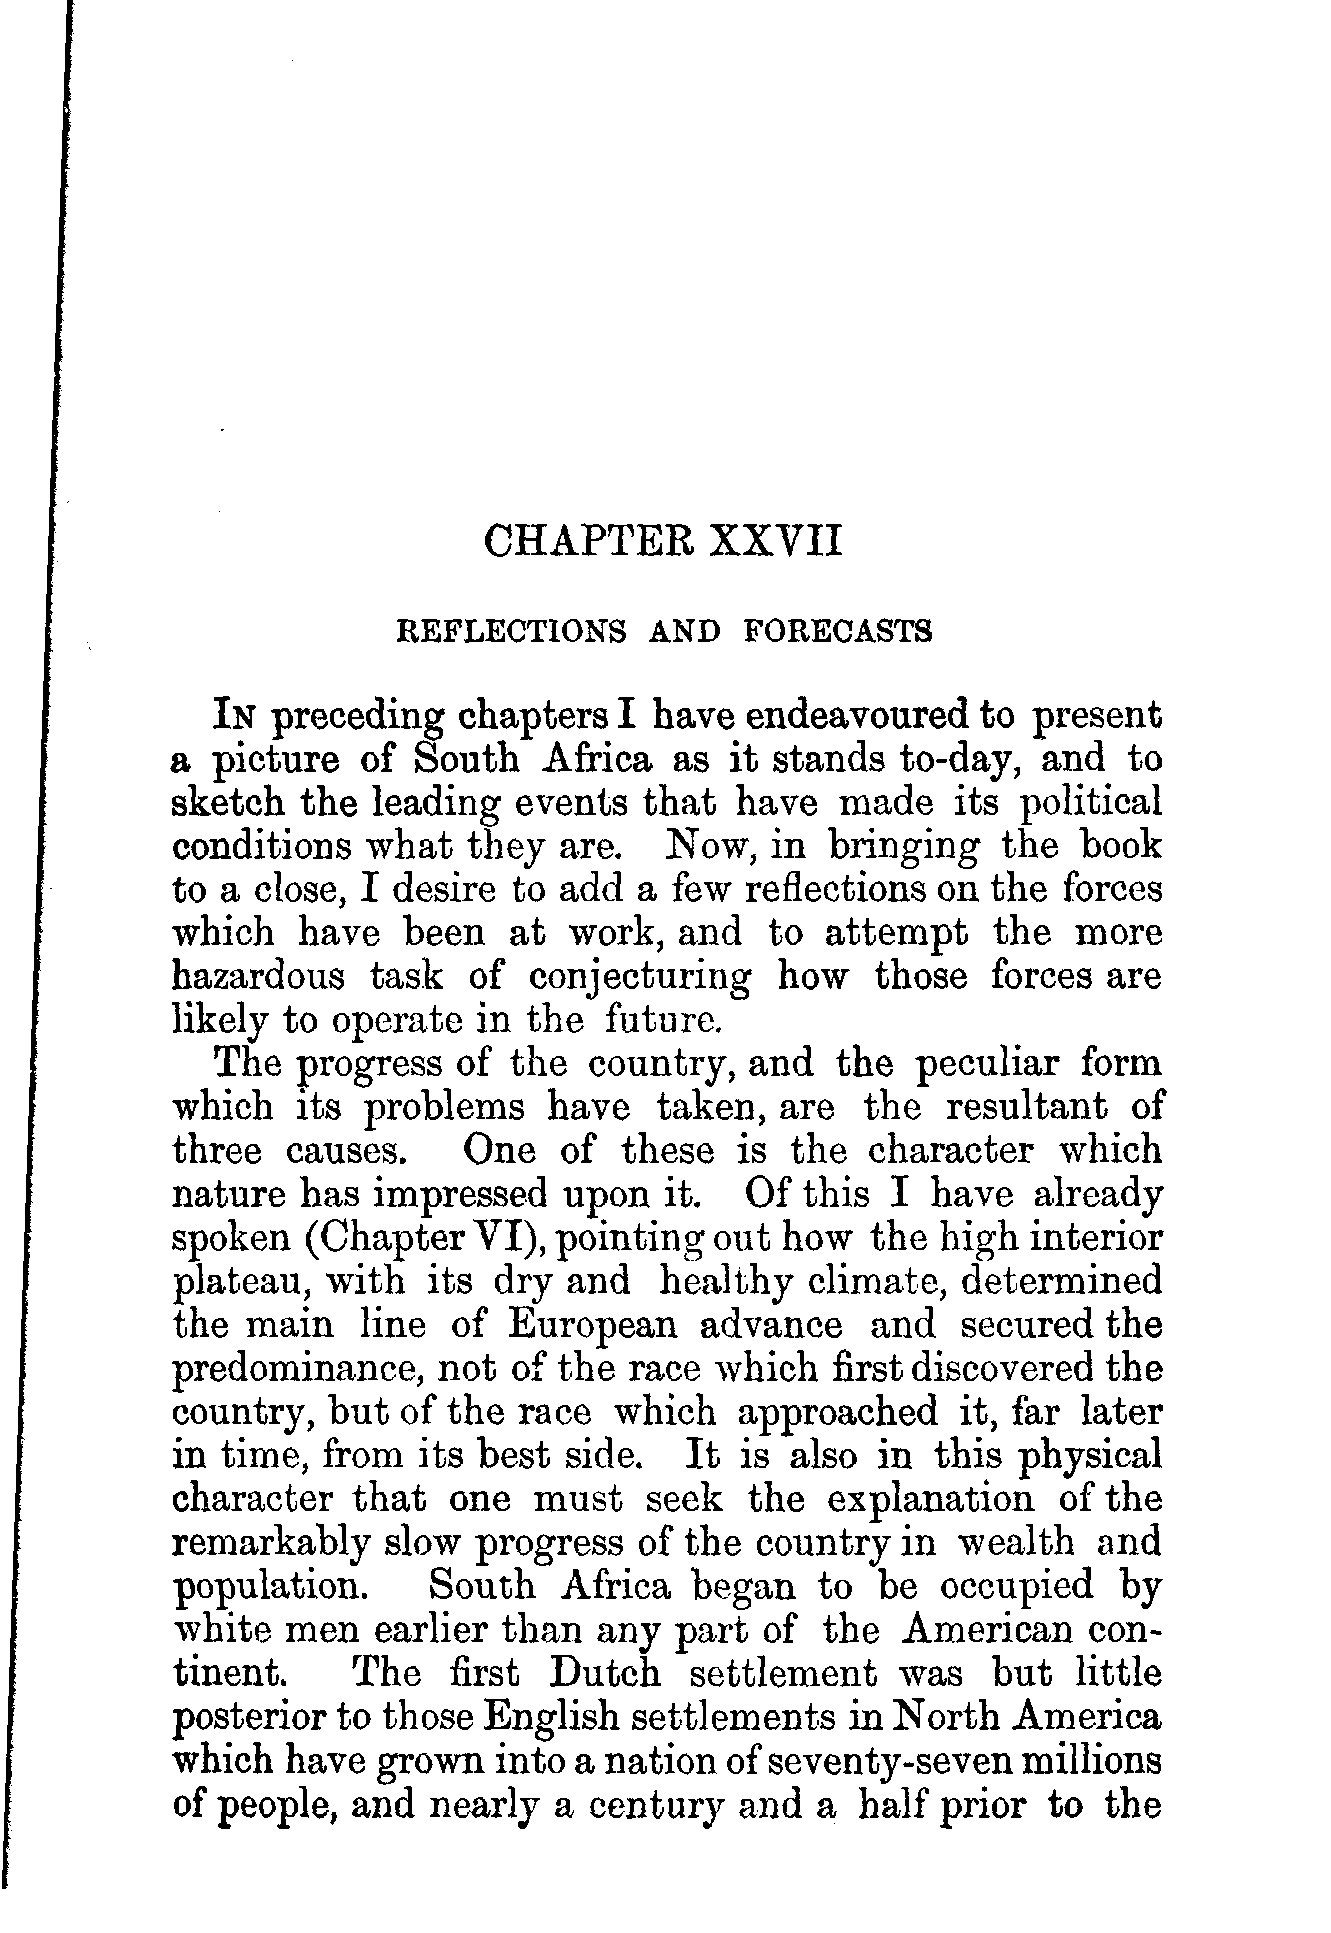 CHAPTER XXVII
REFLECTIONS AND FORECASTS
IN preceding chapters I have endeavoured to present
a picture of South Africa as it stands to-day, and to
sketch the leading events that have made its political
conditions what they are. Now, in bringing the book
to a close, I desire to add a few reflections on the forces
which have been at work, and to attempt the more
hazardous task of conjecturing how those forces are
likely to operate in the future.
The progress of the country, and the peculiar form
which its problems have taken, are the resultant of
three causes. One of these is the character which
nature has impressed upon it. Of this I have already
spoken (Chapter VI), pointing out how the high interior
plateau, with its dry and healthy climate, determined
the main line of European advance and secured the
predominance, not of the race which first discovered the
country, but of the race which approached it, far later
in time, from its best side. It is also in this physical
character that one must seek the explanation of the
remarkably slow progress of the country in wealth and
population. South Africa began to be occupied by
white men earlier than any part of the American con-
tinent. The first Dutch settlement was but little
posterior to those English settlements in North America
which have grown into a nation of seventy-seven millions
of people, and nearly a century and a half prior to the